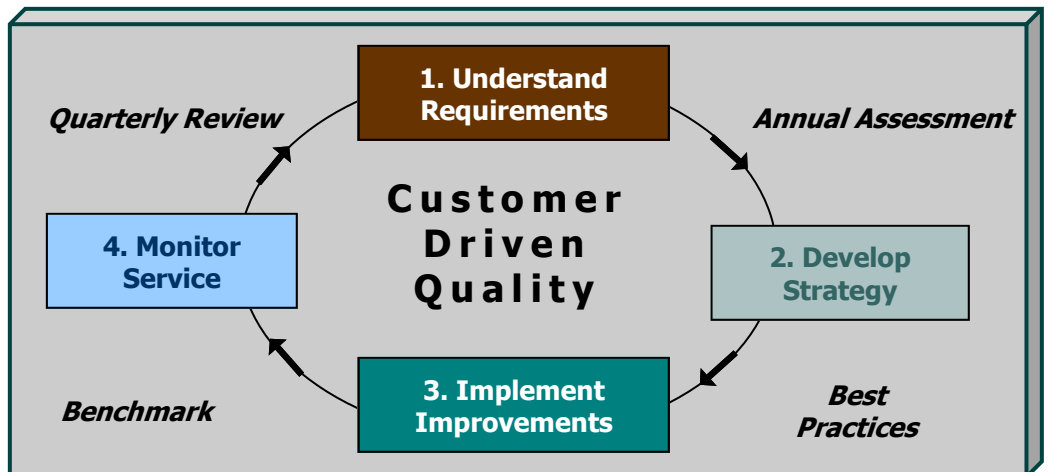 1. Understand
Requirements
Quarterly Review
Annual Assessment
Customer
Driven
Quality
4. Monitor
Service
2. Develop
Strategy
3. Implement
Improvements
Benchmark
Best
Practices